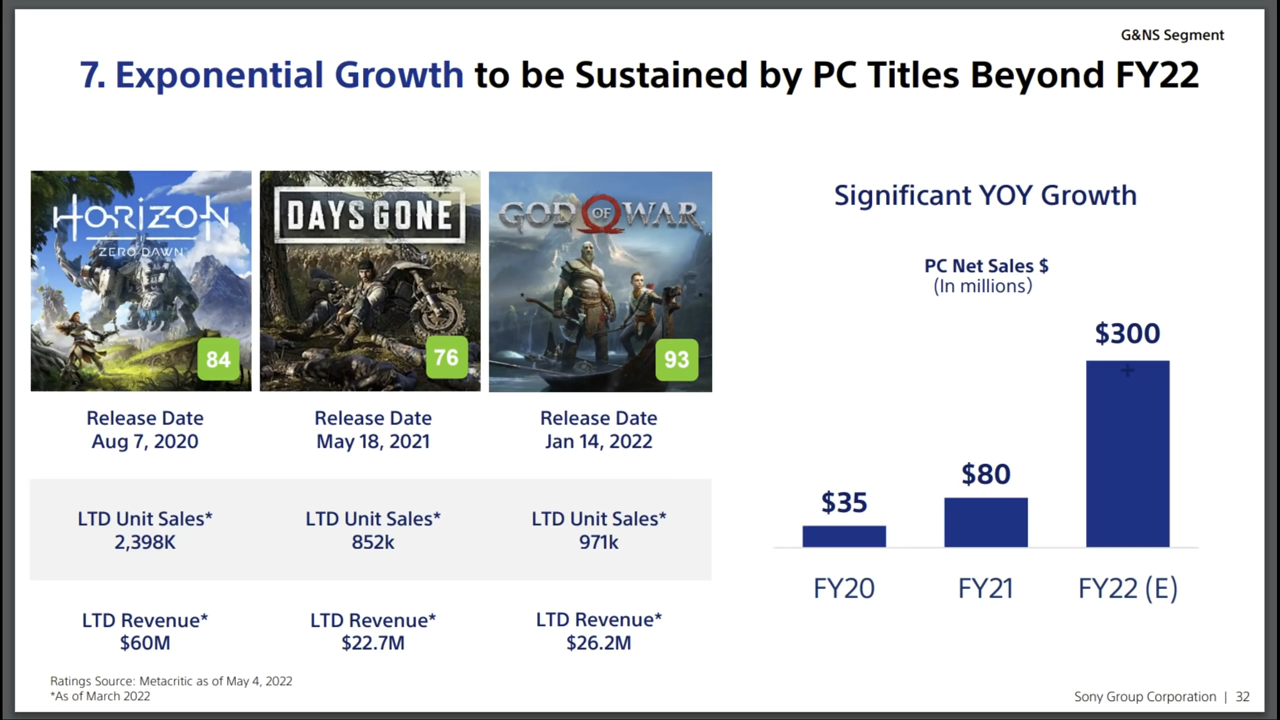 G&NS Segment
7. Exponential Growth to be Sustained by PC Titles Beyond FY22
HORIZON
ZERO DAWN
84
DAYS GONE
76
GOD OF WAR
93
Release Date
Aug 7, 2020
Release Date
May 18, 2021
Release Date
Jan 14, 2022
LTD Unit Sales*
2,398K
LTD Unit Sales*
852k
LTD Unit Sales*
971k
LTD Revenue*
$60M
LTD Revenue*
$22.7M
LTD Revenue*
$26.2M
Significant YOY Growth
PC Net Sales $
(In millions)
$35
$80
$300
FY20
FY21
FY22 (E)
Ratings Source: Metacritic as of May 4, 2022
*As of March 2022
Sony Group Corporation | 32